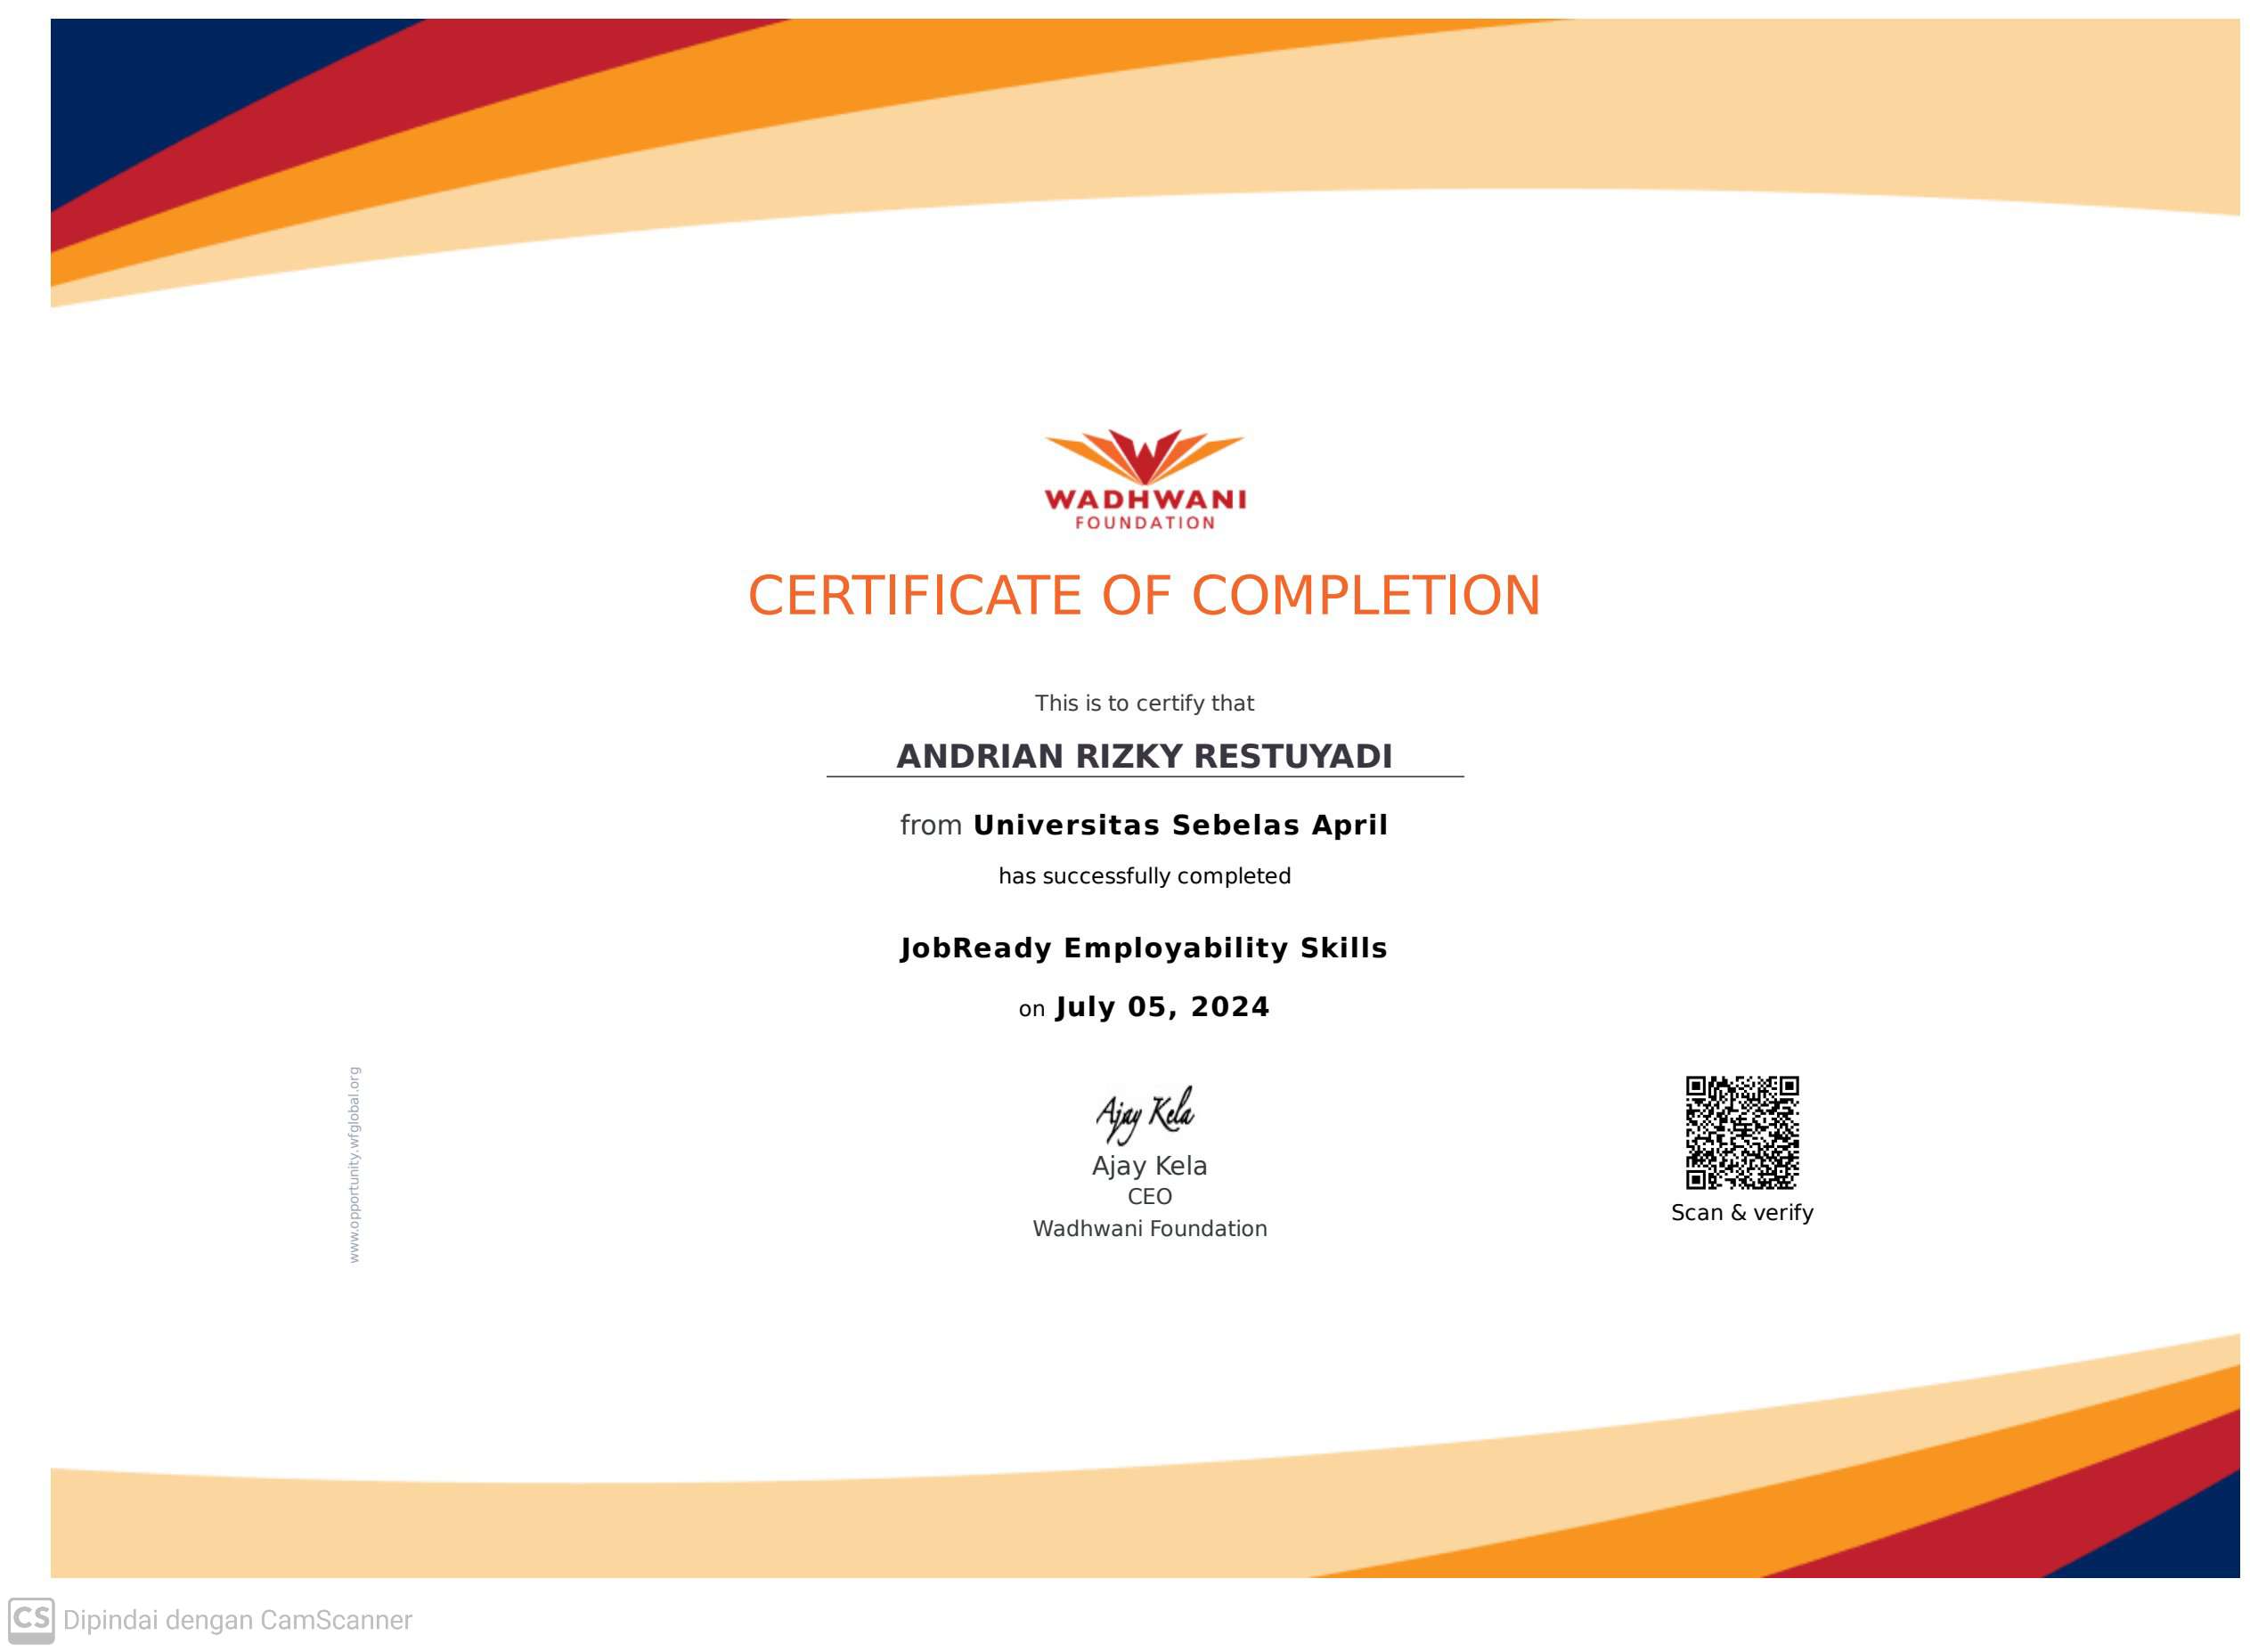 WADHWANI
FOUNDATION
CERTIFICATE OF COMPLETION
This is to certify that
ANDRIAN RIZKY RESTUYADI
from Universitas Sebelas April
has successfully completed
JobReady Employability Skills
on July 05, 2024
www.opportunity.wfglobal.org
Ajay Kela
Ajay Kela
CEO
Wadhwani Foundation
Scan & verify
CS Dipindai dengan CamScanner